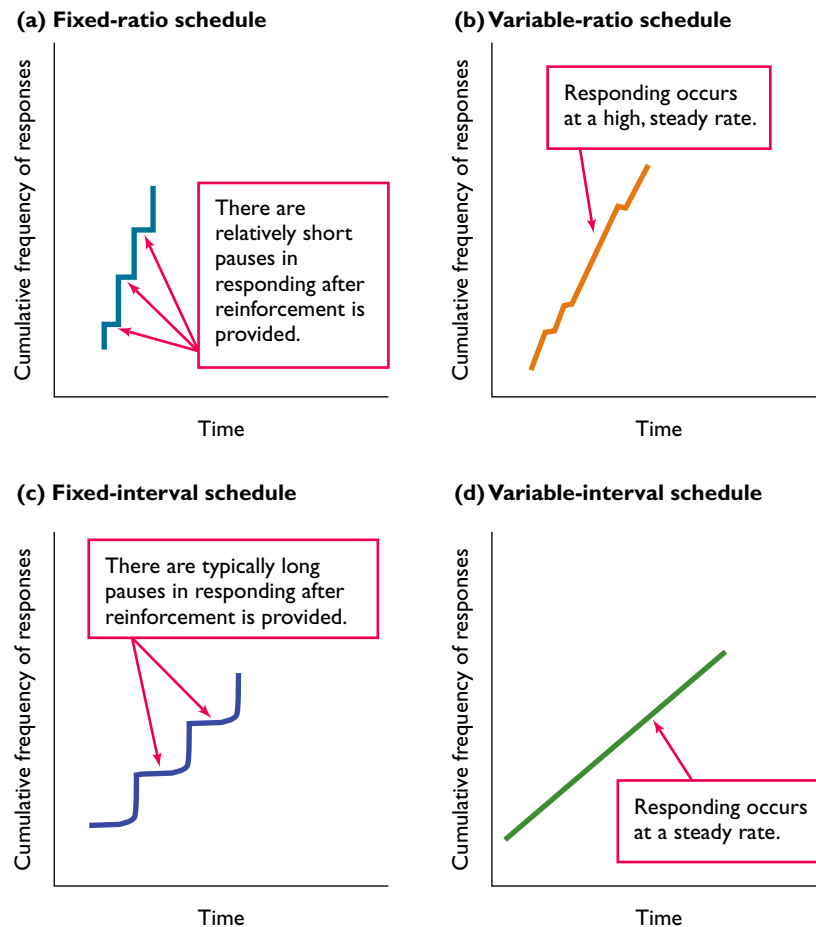 (a) Fixed-ratio schedule
Cumulative frequency of responses
There are
relatively short
pauses in
responding after
reinforcement is
provided.
Time
(b) Variable-ratio schedule
Cumulative frequency of responses
Responding occurs
at a high, steady rate.
Time
(c) Fixed-interval schedule
Cumulative frequency of responses
There are typically long
pauses in responding after
reinforcement is provided.
Time
(d) Variable-interval schedule
Cumulative frequency of responses
Responding occurs
at a steady rate.
Time